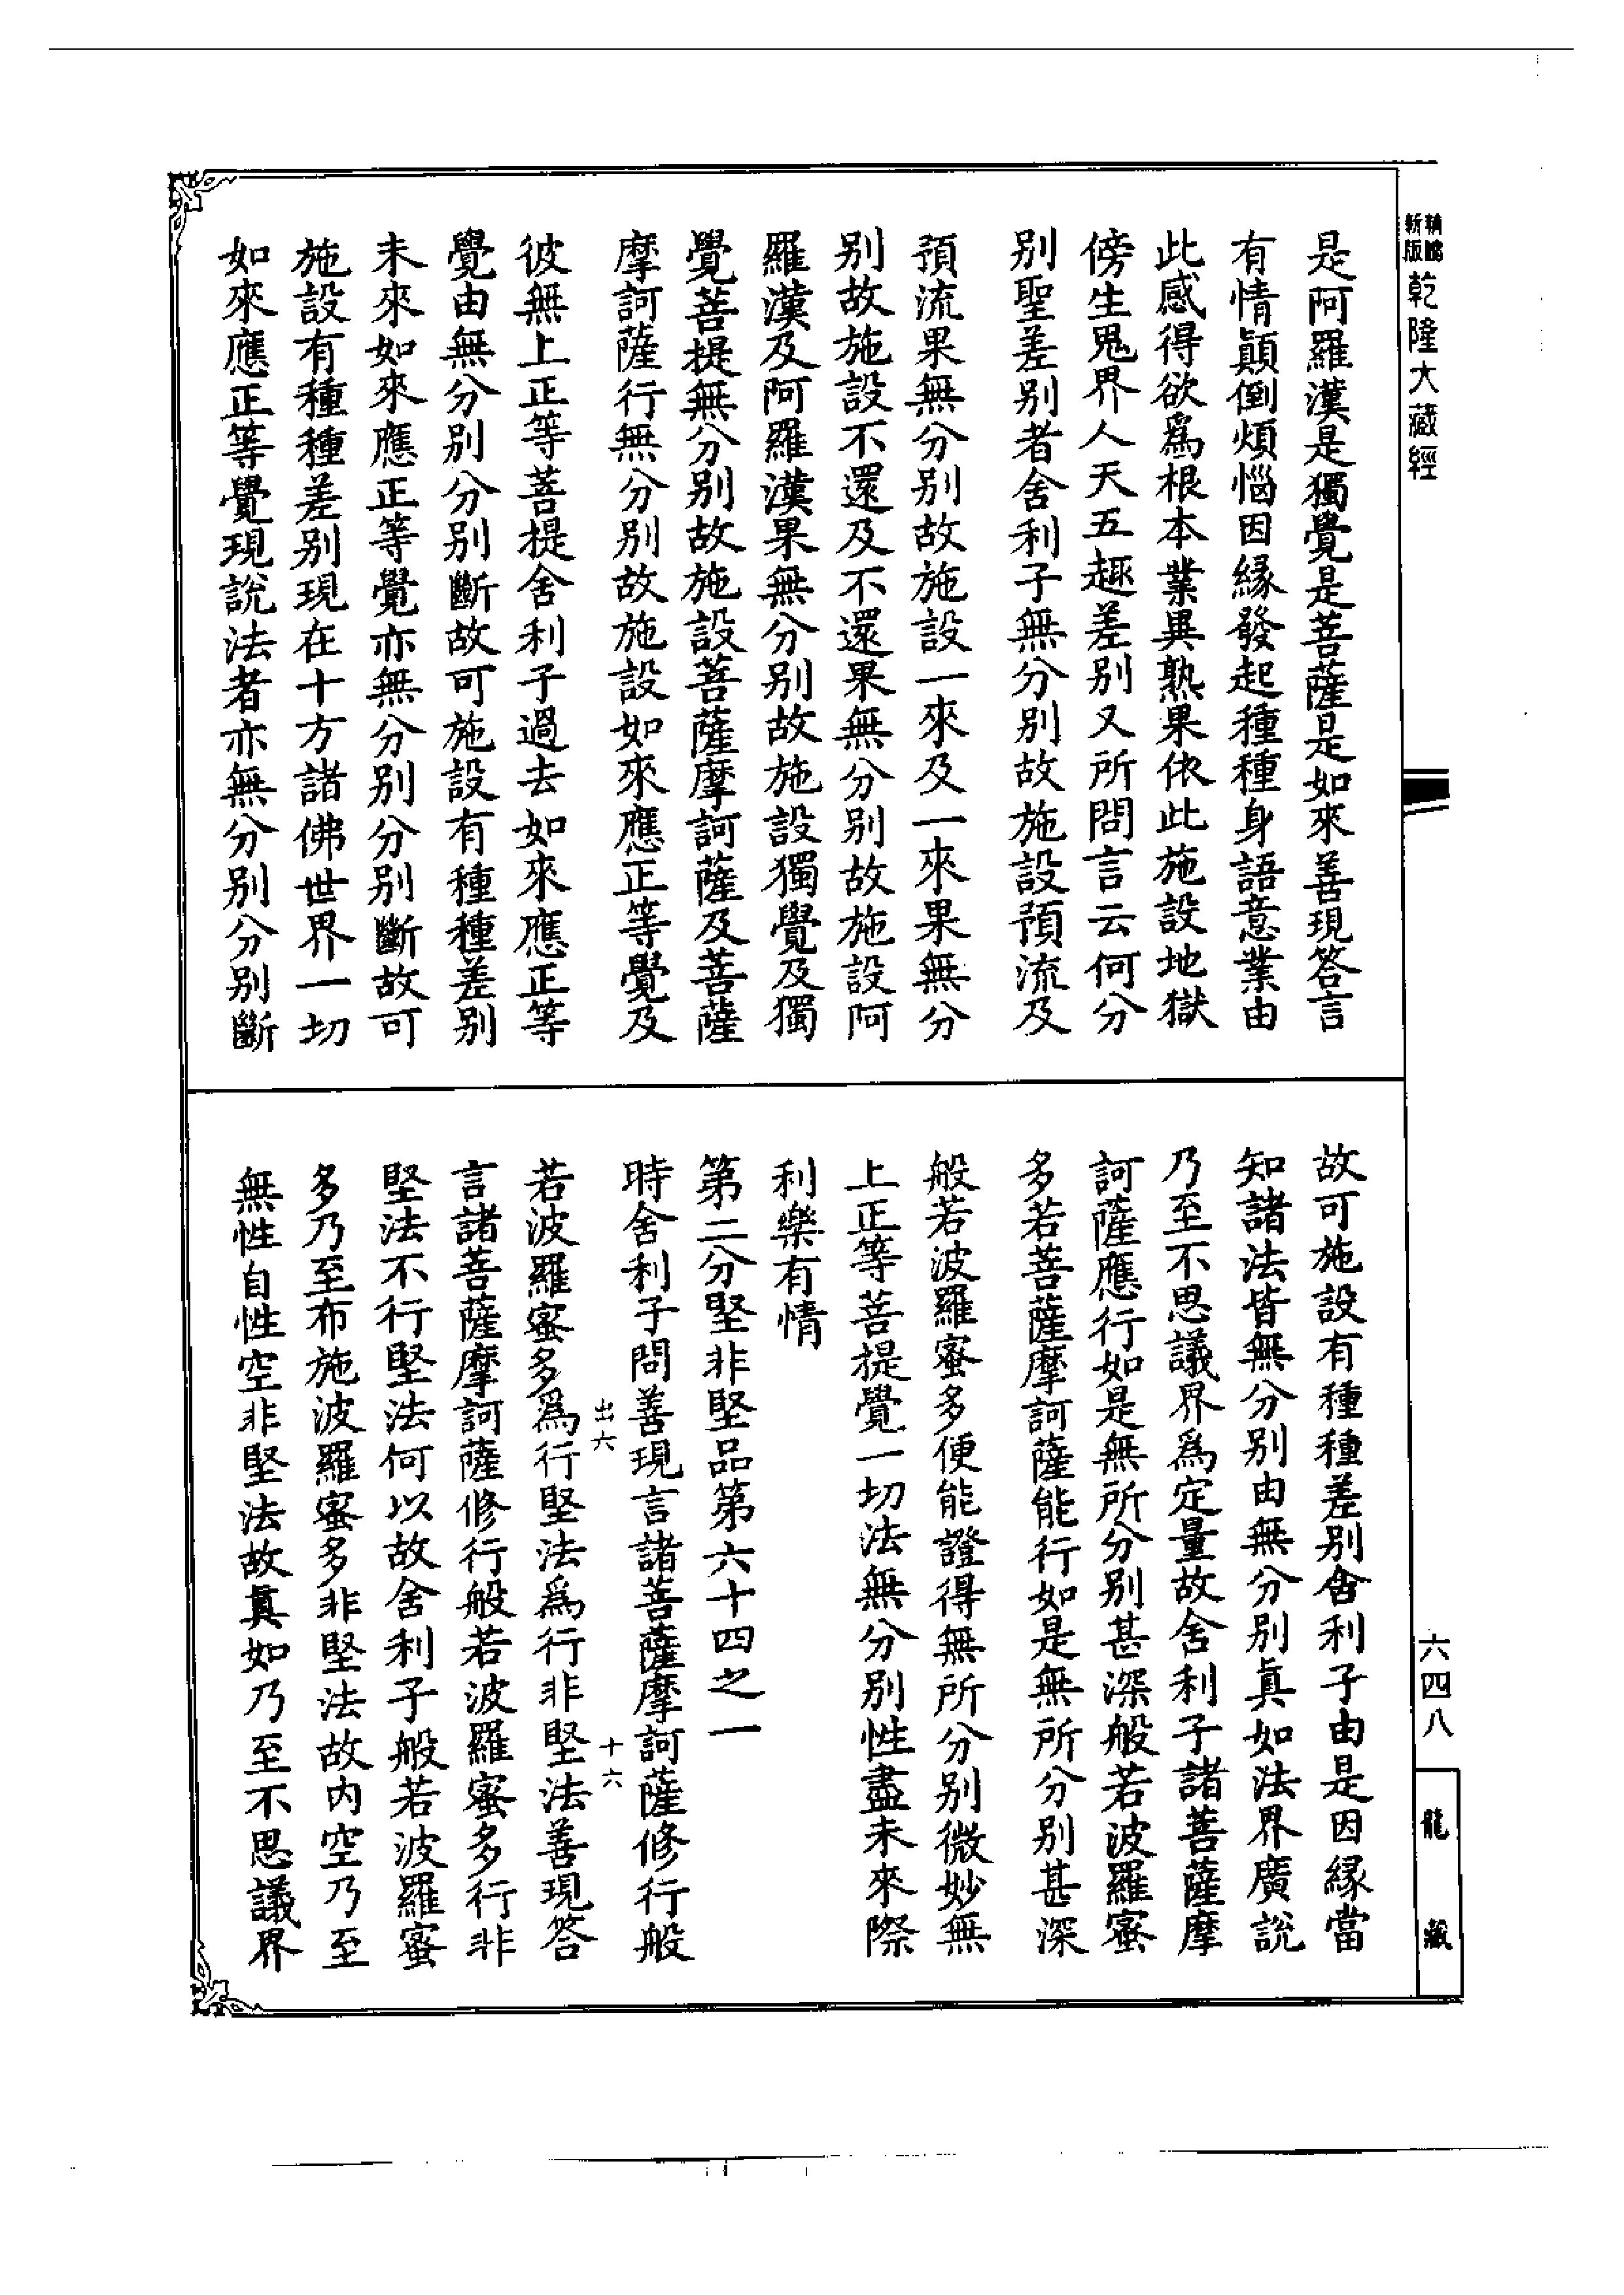 新版
精縮
乾隆大藏經
是阿羅漢是獨覺是菩薩是如來善現答言
有情顛倒煩惱因緣發起種種身語意業由
此感得欲爲根本業異熟果依此施設地獄
傍生鬼界人天五趣差別又所問言云何分
別聖差別者舍利子無分別故施設預流及
預流果無分別故施設一來及一來果無分
別故施設不還及不還果無分別故施設阿
羅漢及阿羅漢果無分別故施設獨覺及獨
覺菩提無分別故施設菩薩摩訶薩及菩薩
摩訶薩行無分別故施設如來應正等覺及
彼無上正等菩提舍利子過去如來應正等
覺由無分別分別斷故可施設有種種差別
未來如來應正等覺亦無分別分別斷故可
施設有種種差別現在十方諸佛世界一切
如來應正等覺現說法者亦無分別分別斷
故可施設有種種差別舍利子由是因緣當
知諸法皆無分別由無分別眞如法界廣說
乃至不思議界爲定量故舍利子諸菩薩摩
訶薩應行如是無所分別甚深般若波羅蜜
多若菩薩摩訶薩能行如是無所分別甚深
般若波羅蜜多便能證得無所分別微妙無
上正等菩提覺一切法無分別性盡未來際
利樂有情
第二分堅非堅品第六十四之一
時舍利子問善現言諸菩薩摩訶薩修行般
出六 十六
若波羅蜜多爲行堅法爲行非堅法善現答
言諸菩薩摩訶薩修行般若波羅蜜多行非
堅法不行堅法何以故舍利子般若波羅蜜
多乃至布施波羅蜜多非堅法故內空乃至
無性自性空非堅法故眞如乃至不思議界
六四八
龍藏